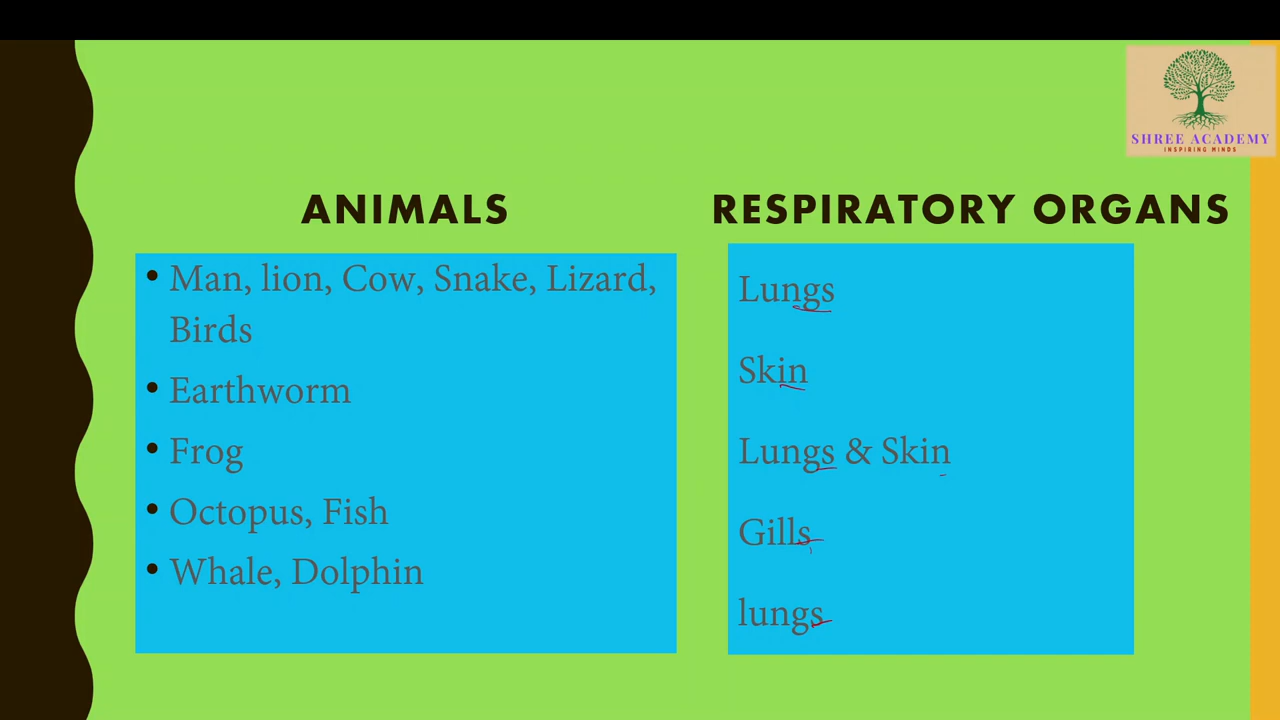 SHREE ACADEMY
INSPIRING MINDS
ANIMALS
• Man, lion, Cow, Snake, Lizard,
Birds
• Earthworm
• Frog
• Octopus, Fish
• Whale, Dolphin
RESPIRATORY ORGANS
Lungs
Skin
Lungs & Skin
Gills
lungs